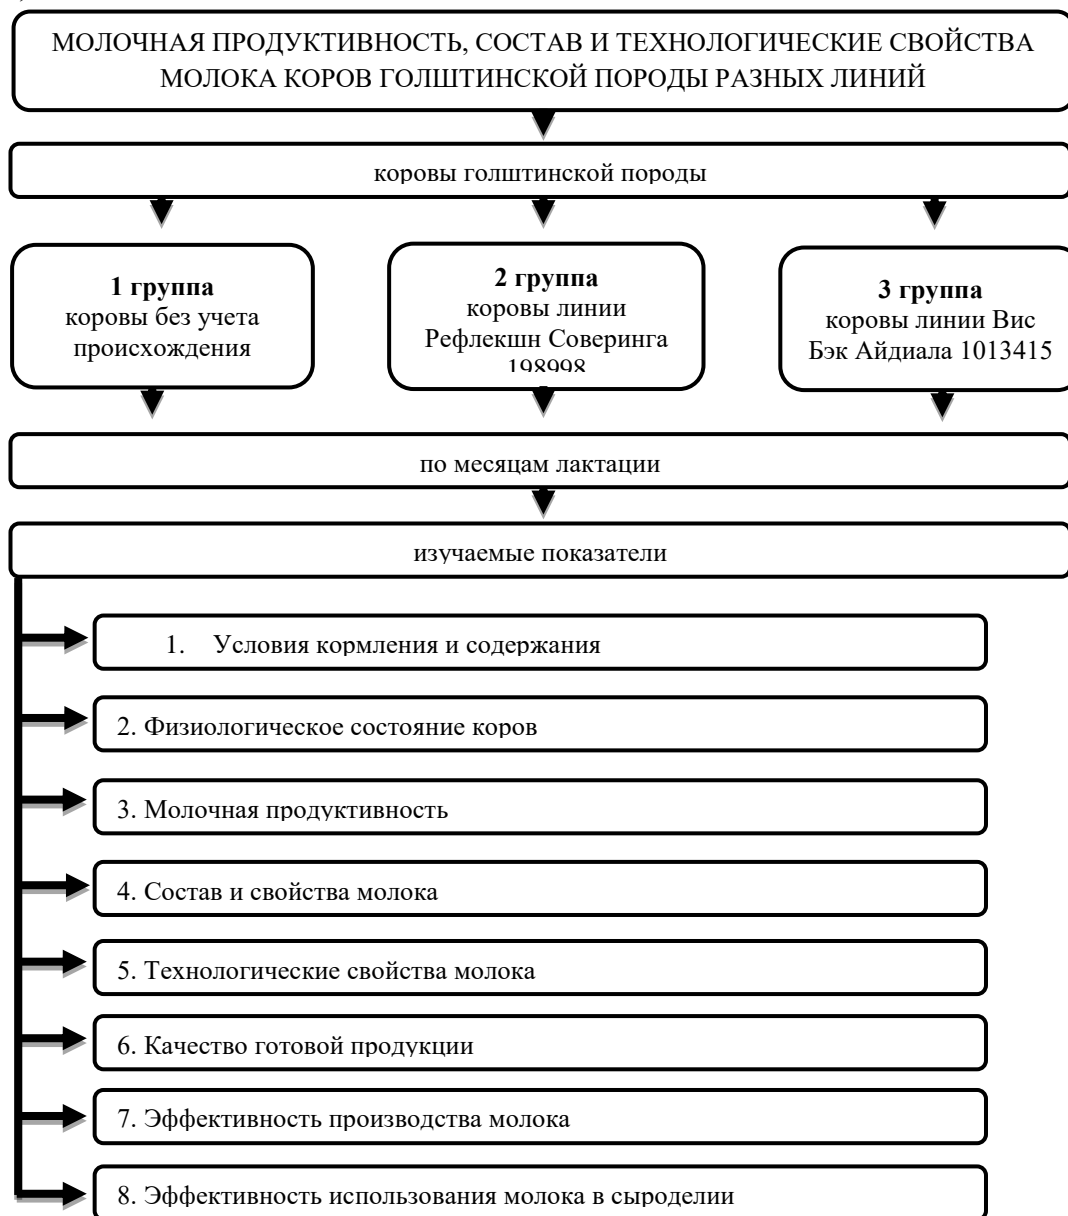 МОЛОЧНАЯ ПРОДУКТИВНОСТЬ, СОСТАВ И ТЕХНОЛОГИЧЕСКИЕ СВОЙСТВА
МОЛОКА КОРОВ ГОЛШТИНСКОЙ ПОРОДЫ РАЗНЫХ ЛИНИЙ
коровы голштинской породы
1 группа
коровы без учета
происхождения
2 группа
коровы линии
Рефлекшн Соверинга
198998
3 группа
коровы линии Вис
Бэк Айдиала 1013415
по месяцам лактации
изучаемые показатели
1. Условия кормления и содержания
2. Физиологическое состояние коров
3. Молочная продуктивность
4. Состав и свойства молока
5. Технологические свойства молока
6. Качество готовой продукции
7. Эффективность производства молока
8. Эффективность использования молока в сыроделии